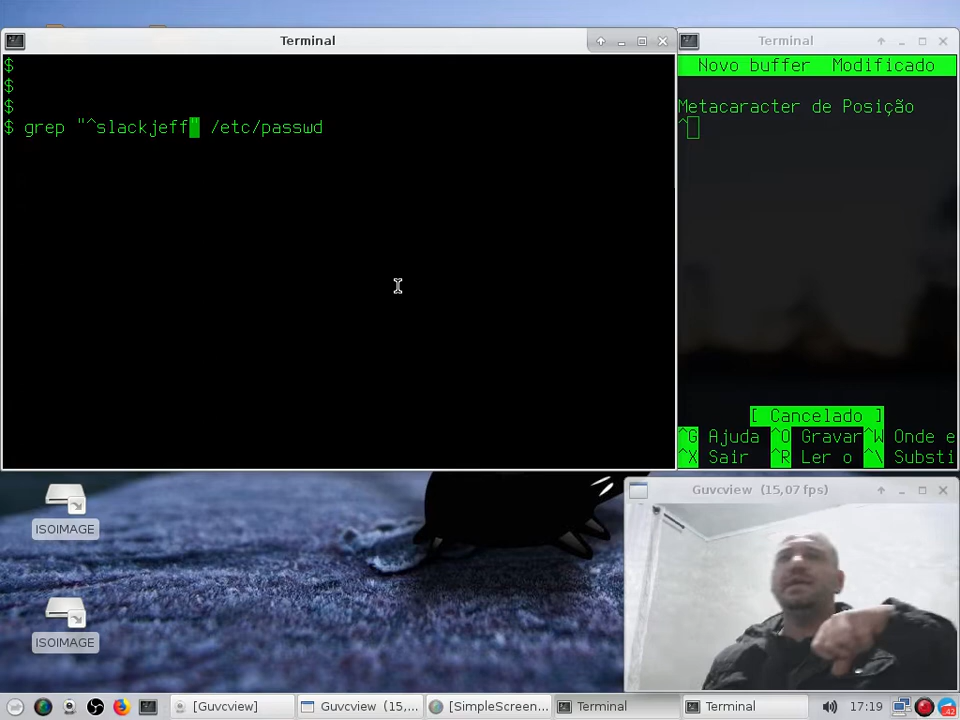 Terminal
$
$
$
$ grep "^slackjeff" /etc/passwd
Terminal
Novo buffer Modificado
Metacaracter de Posição
^
[ Cancelado ]
^G Ajuda ^O Gravar ^W Onde e
^X Sair ^R Ler o ^\ Substi
ISOIMAGE
ISOIMAGE
Guvcview (15,07 fps)
[Guvcview]
Guvcview (15,...
[SimpleScreen...
Terminal
Terminal
17:19
42